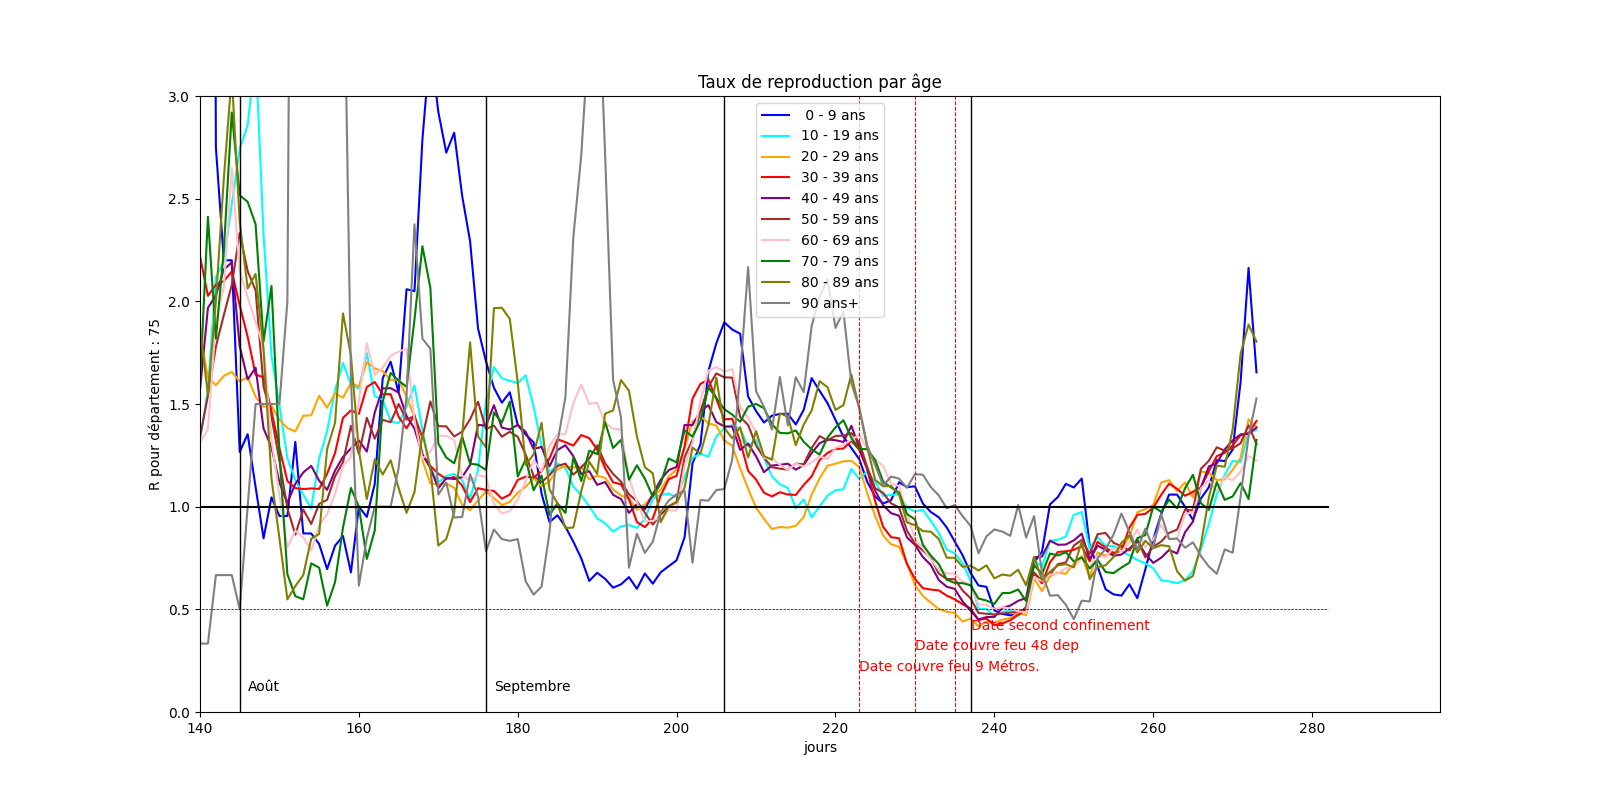 Taux de reproduction par âge
R pour département : 75
3.0
2.5
2.0
1.5
1.0
0.5
0.0
0 - 9 ans
10 - 19 ans
20 - 29 ans
30 - 39 ans
40 - 49 ans
50 - 59 ans
60 - 69 ans
70 - 79 ans
80 - 89 ans
90 ans+
Date second confinement
Date couvre feu 48 dep
Date couvre feu 9 Métros.
Août
Septembre
140
160
180
200
220
240
260
280
jours